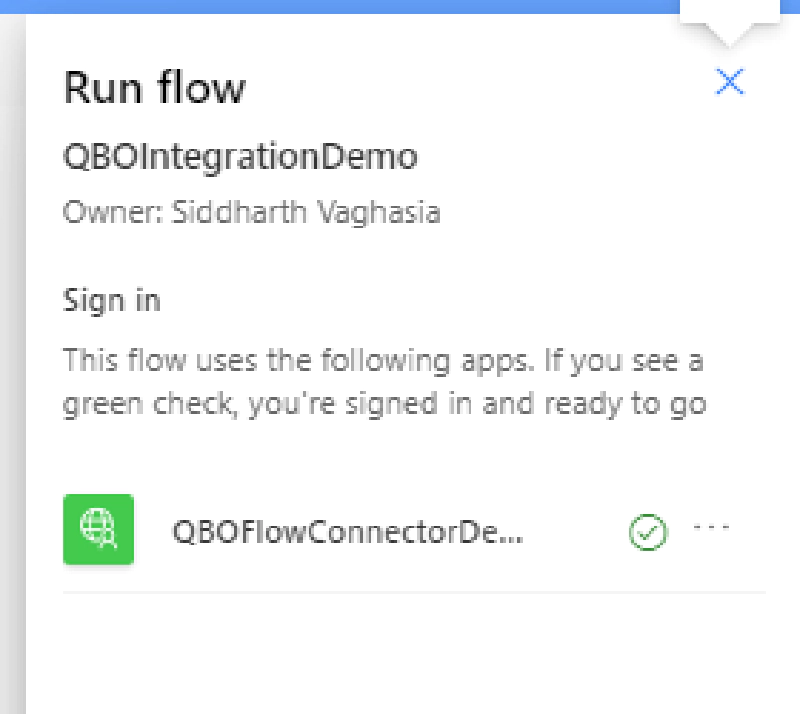 Run flow
QBOIntegrationDemo
Owner: Siddharth Vaghasia
Sign in
This flow uses the following apps. If you see a
green check, you're signed in and ready to go
QBOFlowConnectorDe...